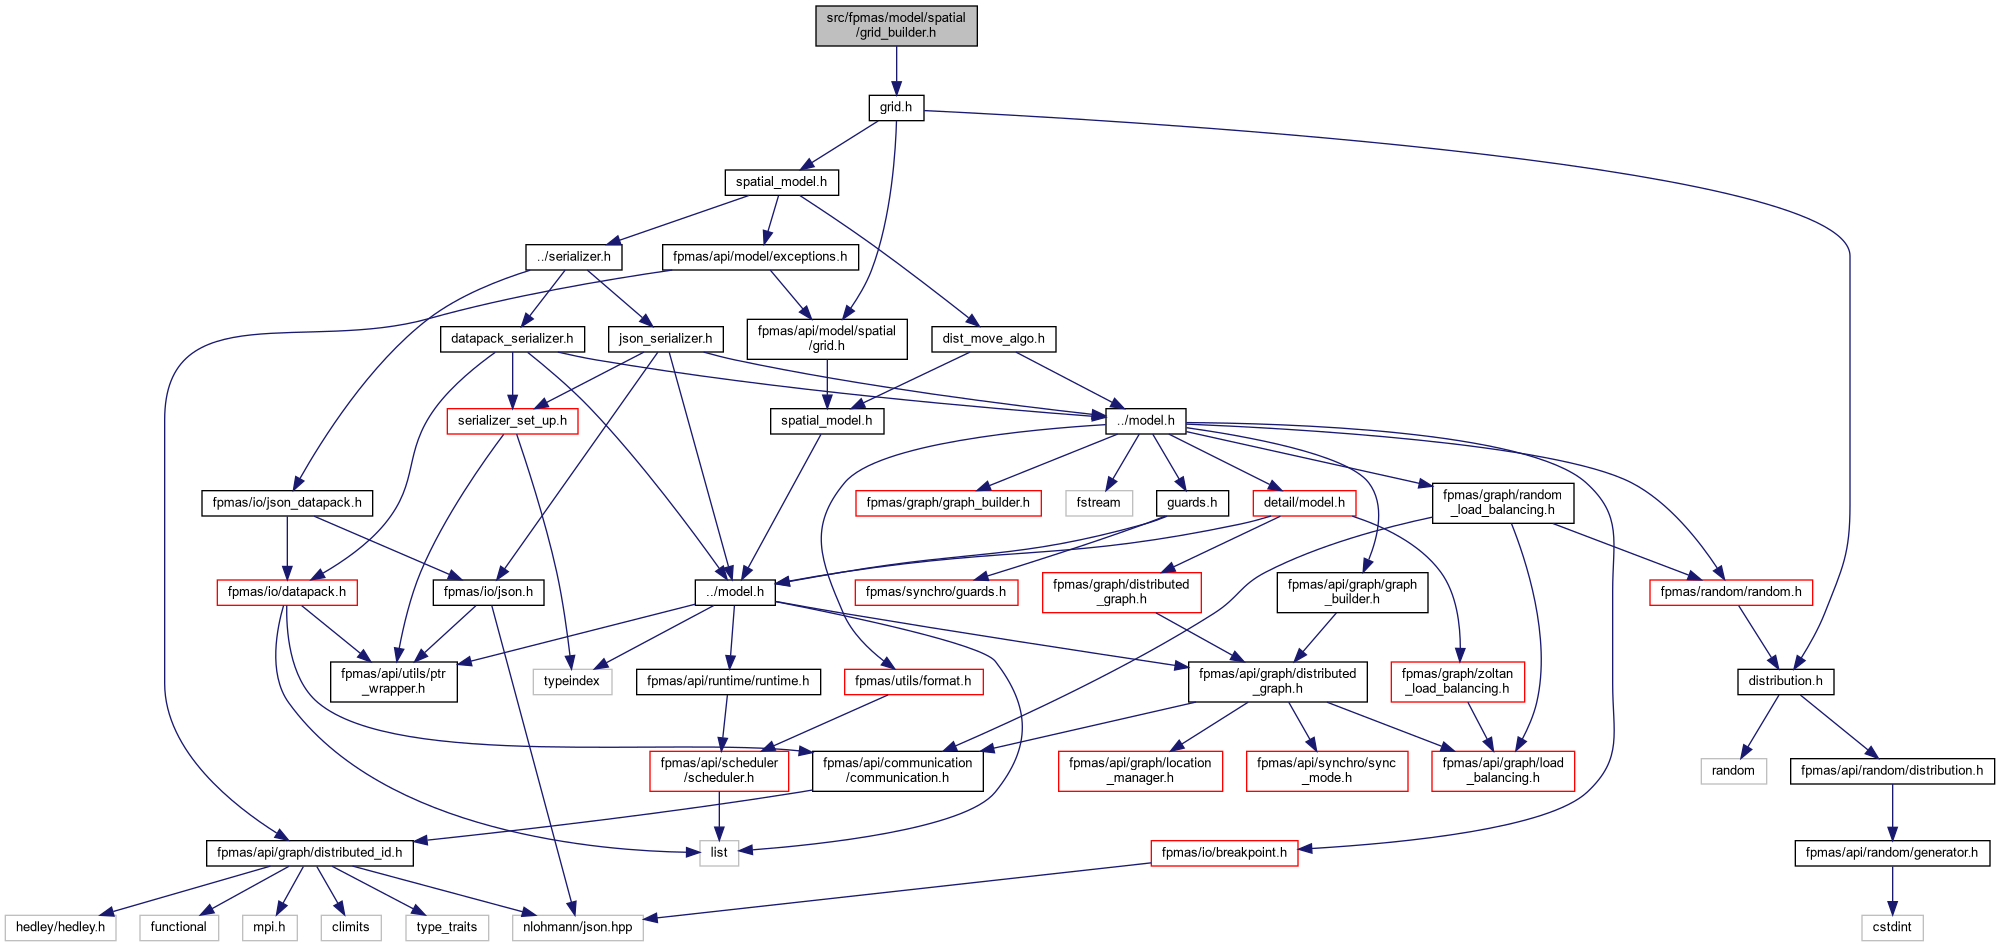 src/fpmas/model/spatial
/grid_builder.h
grid.h
spatial_model.h
../serializer.h
fpmas/api/model/exceptions.h
datapack_serializer.h
json_serializer.h
fpmas/api/model/spatial
/grid.h
dist_move_algo.h
serializer_set_up.h
spatial_model.h
../model.h
fpmas/io/json_datapack.h
fpmas/graph/graph_builder.h
fstream
guards.h
detail/model.h
fpmas/graph/random
_load_balancing.h
fpmas/io/datapack.h
fpmas/io/json.h
../model.h
fpmas/synchro/guards.h
fpmas/graph/distributed
_graph.h
fpmas/api/graph/graph
_builder.h
fpmas/random/random.h
fpmas/api/utils/ptr
_wrapper.h
typeindex
fpmas/api/runtime/runtime.h
fpmas/utils/format.h
fpmas/api/graph/distributed
_graph.h
fpmas/graph/zoltan
_load_balancing.h
distribution.h
fpmas/api/scheduler
/scheduler.h
fpmas/api/communication
/communication.h
fpmas/api/graph/location
_manager.h
fpmas/api/synchro/sync
_mode.h
fpmas/api/graph/load
_balancing.h
random
fpmas/api/random/distribution.h
fpmas/api/graph/distributed_id.h
list
fpmas/io/breakpoint.h
fpmas/api/random/generator.h
hedley/hedley.h
functional
mpi.h
climits
type_traits
nlohmann/json.hpp
cstdint